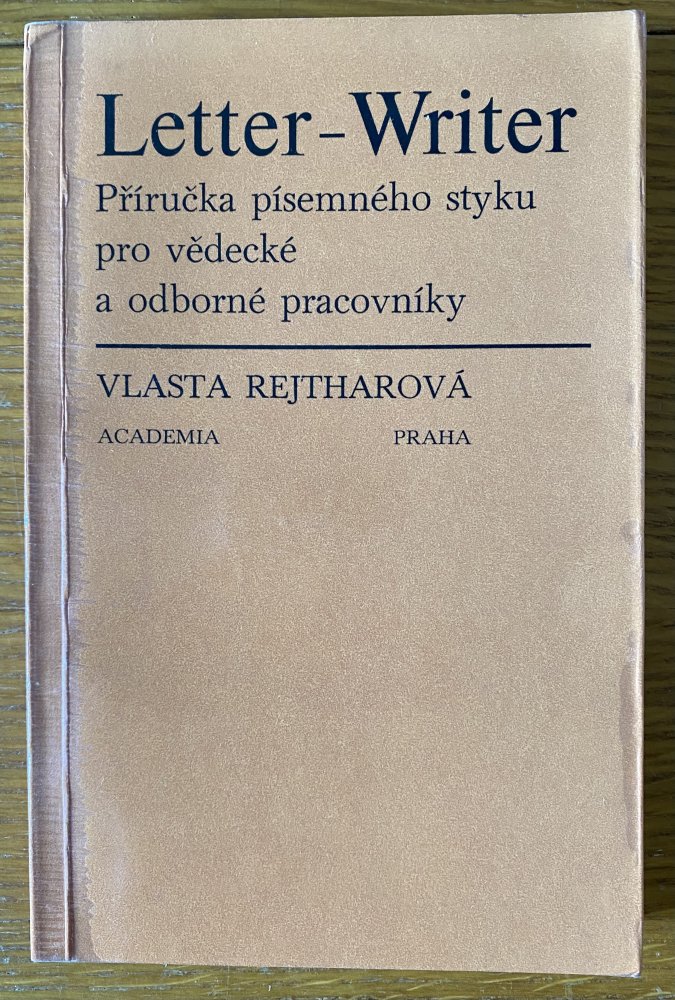 Letter-Writer
Příručka písemného styku
pro vědecké
a odborné pracovníky
VLASTA REJTHAROVÁ
ACADEMIA PRAHA